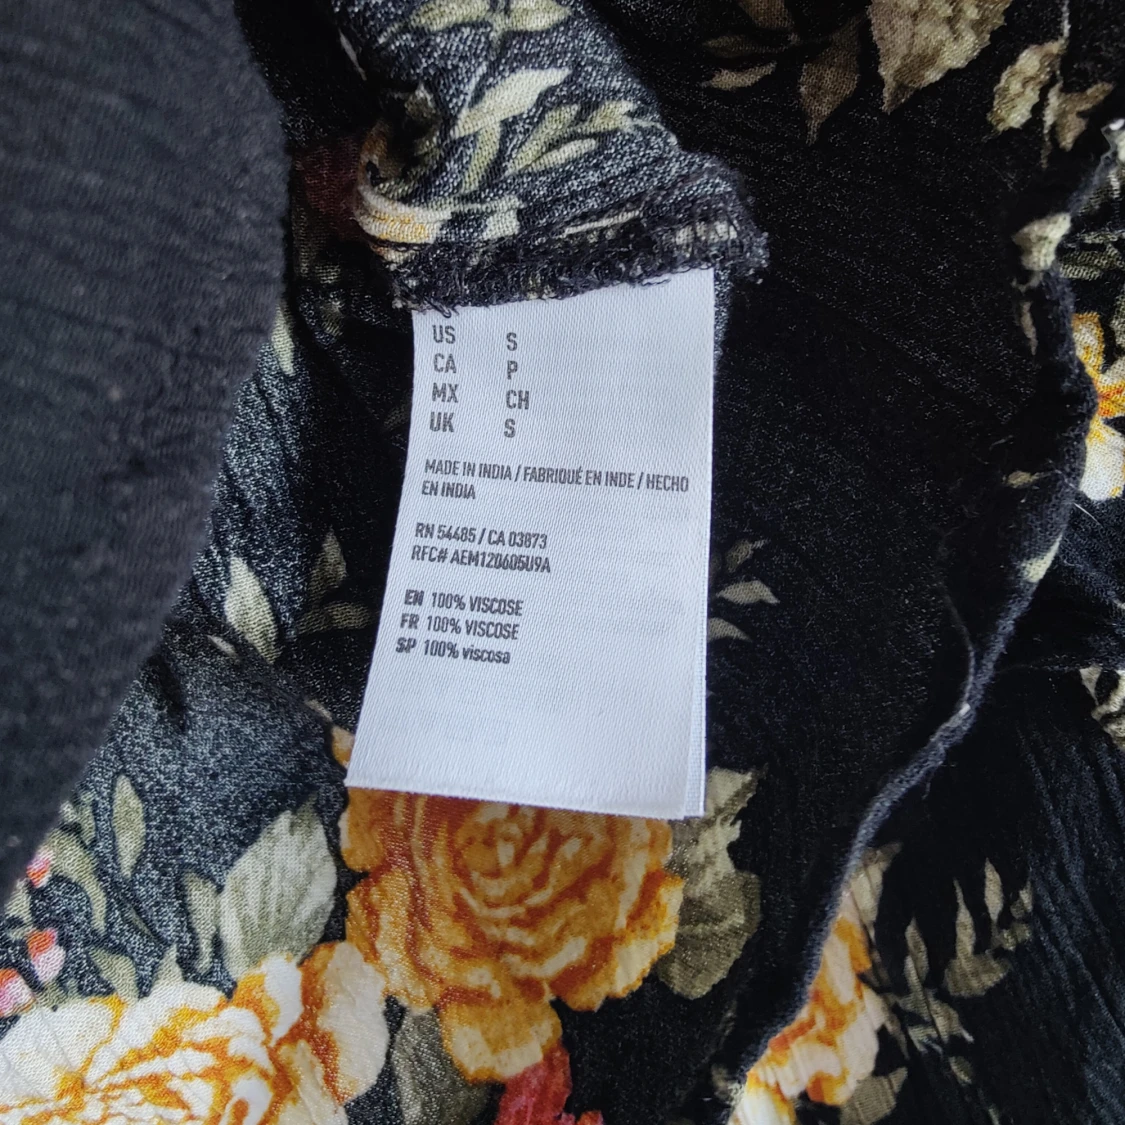 US S
CA P
MX CH
UK S
MADE IN INDIA / FABRIQUÉ EN INDE / HECHO
EN INDIA
RN 54485 / CA 03873
RFC# AEM120605U9A
EN 100% VISCOSE
FR 100% VISCOSE
SP 100% viscosa